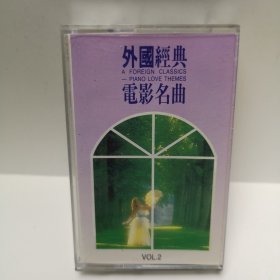 外國經典
A FOREIGN CLASSICS
— PIANO LOVE THEMES
電影名曲
VOL.2